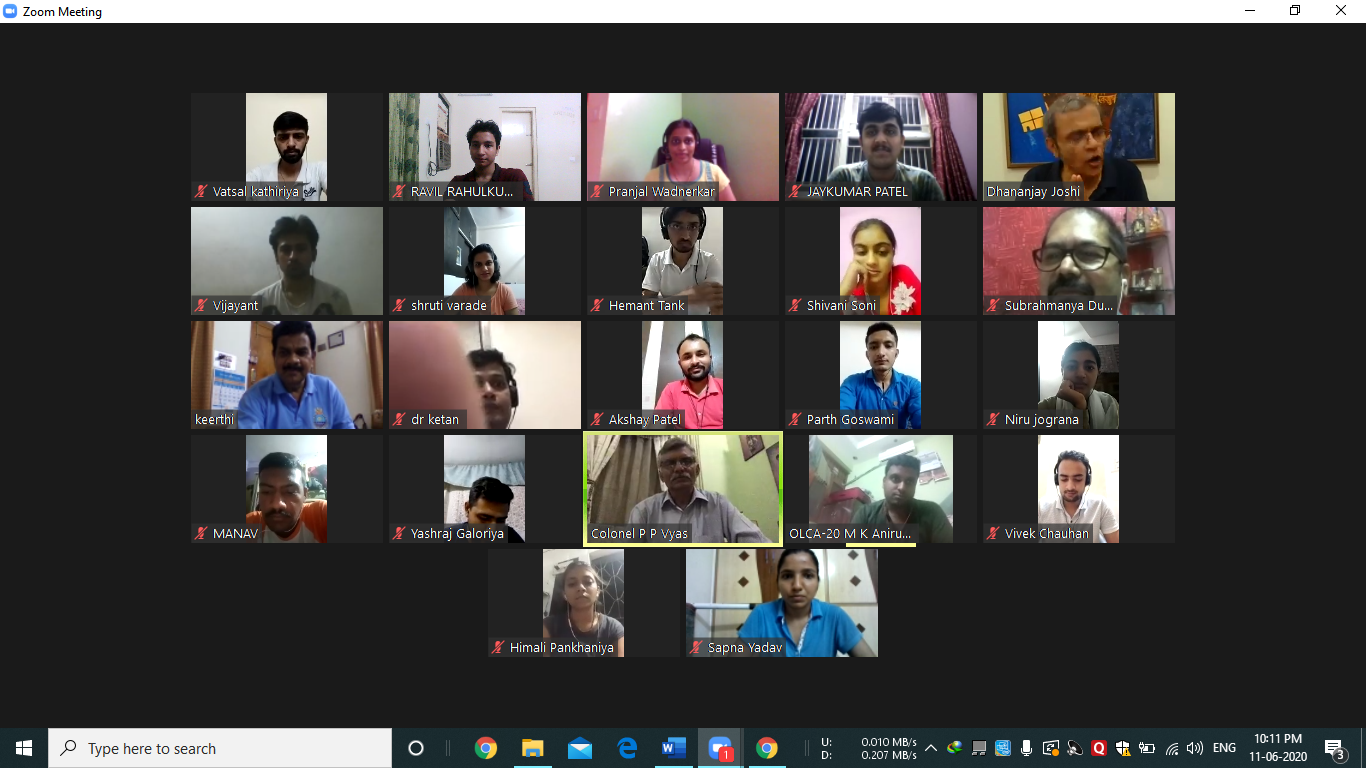 Zoom Meeting
Vatsal kathiriya
RAVIL RAHULKU...
Pranjal Wadnerkar
JAYKUMAR PATEL
Dhananjay Joshi
Vijayant
shruti varade
Hemant Tank
Shivani Soni
Subrahmanya Du...
keerthi
dr ketan
Akshay Patel
Parth Goswami
Niru jograna
MANAV
Yashraj Galoriya
Colonel P P Vyas
OLCA-20 M K Aniru...
Vivek Chauhan
Himali Pankhaniya
Sapna Yadav
Type here to search
1
U: 0.010 MB/s
D: 0.207 MB/s
ENG
10:11 PM
11-06-2020
3